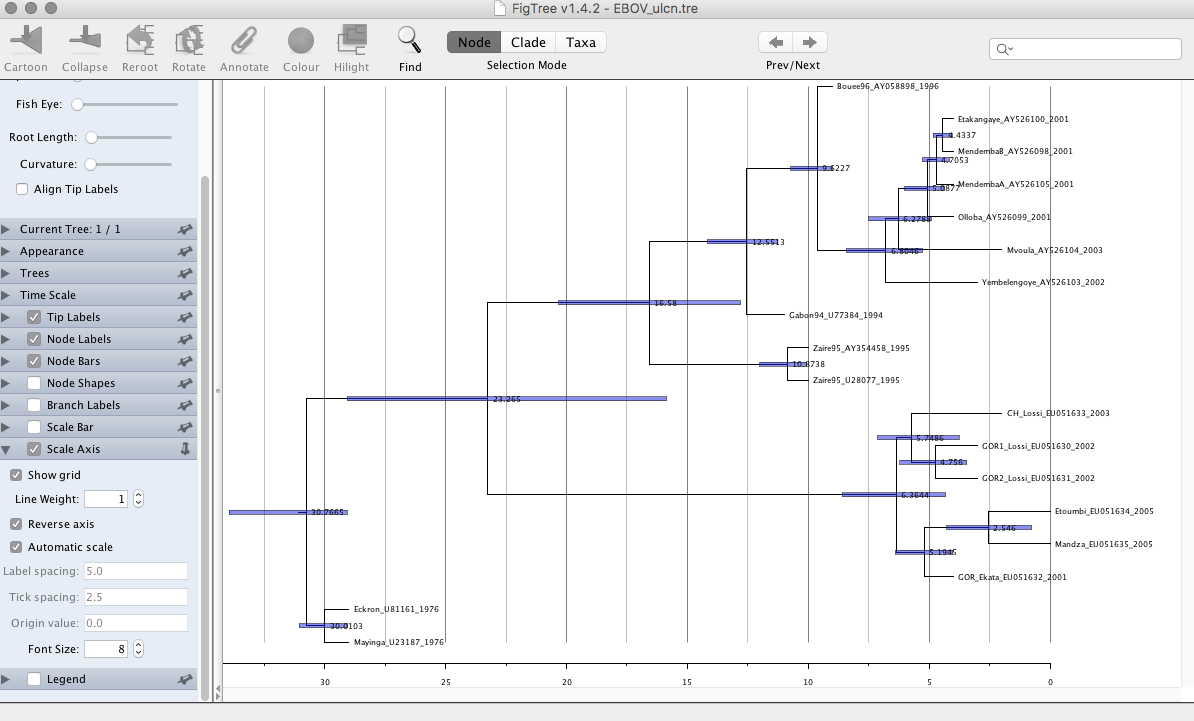 FigTree v1.4.2 - EBOV_ulcn.tre
Cartoon Collapse Reroot Rotate Annotate Colour Hilight Find
Node Clade Taxa
Selection Mode
Prev/Next
Fish Eye:
Root Length:
Curvature:
Align Tip Labels
Current Tree: 1 / 1
Appearance
Trees
Time Scale
Tip Labels
Node Labels
Node Bars
Node Shapes
Branch Labels
Scale Bar
Scale Axis
Show grid
Line Weight: 1
Reverse axis
Automatic scale
Label spacing: 5.0
Tick spacing: 2.5
Origin value: 0.0
Font Size: 8
Legend
Bouee96_AY058898_1996
Etakangaye_AY526100_2001
4.4337
MendembaB_AY526098_2001
4.7053
9.6227
MendembaA_AY526105_2001
5.0877
Olloba_AY526099_2001
6.2788
12.5513
Mvoula_AY526104_2003
6.8046
Yembelengoye_AY526103_2002
16.58
Gabon94_U77384_1994
Zaire95_AY354458_1995
10.8738
Zaire95_U28077_1995
23.265
CH_Lossi_EU051633_2003
5.7486
GOR1_Lossi_EU051630_2002
4.756
GOR2_Lossi_EU051631_2002
6.3644
30.7665
Etoumbi_EU051634_2005
2.546
Mandza_EU051635_2005
5.1945
GOR_Ekata_EU051632_2001
Eckron_U81161_1976
30.0103
Mayinga_U23187_1976
30 25 20 15 10 5 0